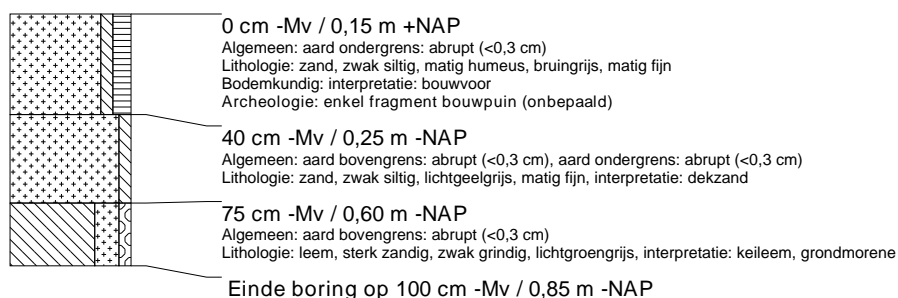 0 cm -Mv / 0,15 m +NAP
Algemeen: aard ondergrens: abrupt (<0,3 cm)
Lithologie: zand, zwak siltig, matig humeus, bruingrijs, matig fijn
Bodemkundig: interpretatie: bouwvoor
Archeologie: enkel fragment bouwpuin (onbepaald)
40 cm -Mv / 0,25 m -NAP
Algemeen: aard bovengrens: abrupt (<0,3 cm), aard ondergrens: abrupt (<0,3 cm)
Lithologie: zand, zwak siltig, lichtgeelgrijs, matig fijn, interpretatie: dekzand
75 cm -Mv / 0,60 m -NAP
Algemeen: aard bovengrens: abrupt (<0,3 cm)
Lithologie: leem, sterk zandig, zwak grindig, lichtgroengrijs, interpretatie: keileem, grondmorene
Einde boring op 100 cm -Mv / 0,85 m -NAP